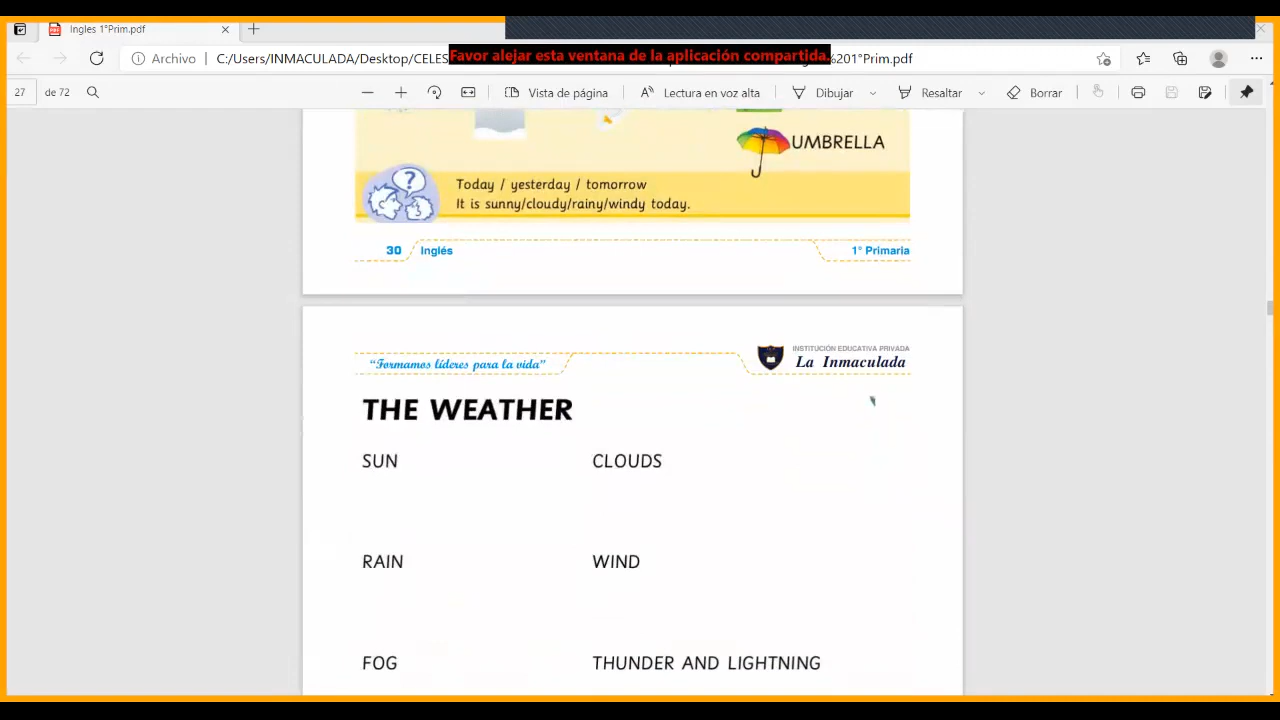 Ingles 1°Prim.pdf
Archivo
C:/Users/INMACULADA/Desktop/CELES
Favor alejar esta ventana de la aplicación compartida.
%201°Prim.pdf
27 de 72
Vista de página
Lectura en voz alta
Dibujar
Resaltar
Borrar
UMBRELLA
Today / yesterday / tomorrow
It is sunny/cloudy/rainy/windy today.
30 Inglés
1° Primaria
"Formamos líderes para la vida"
INSTITUCIÓN EDUCATIVA PRIVADA
La Inmaculada
THE WEATHER
SUN CLOUDS
RAIN WIND
FOG THUNDER AND LIGHTNING